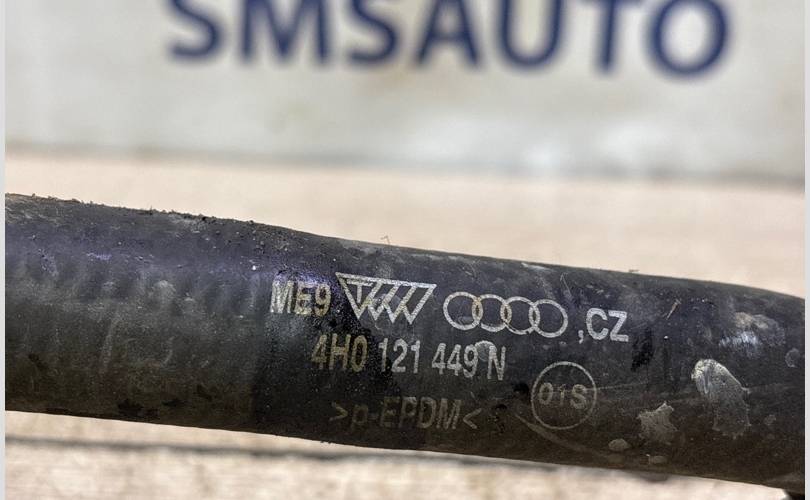 SMSAUTO
ME9 ,CZ
4H0 121 449 N
01S
>p-EPDM<